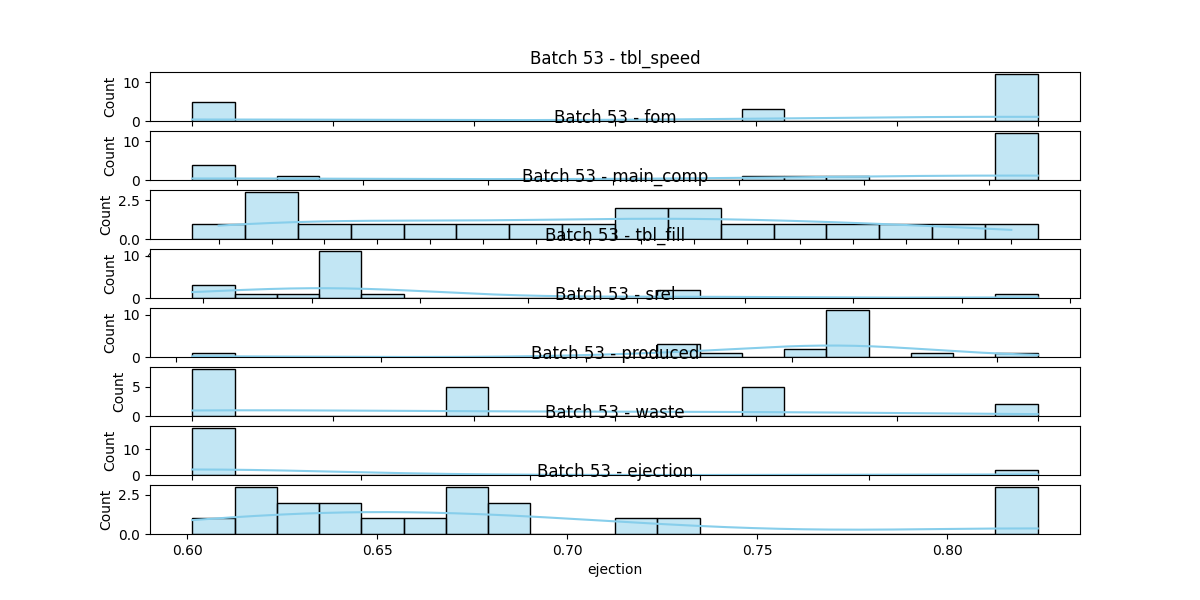 Batch 53 - tbl_speed
10
0
Count
Batch 53 - fom
10
0
Count
Batch 53 - main_comp
2.5
0.0
Count
Batch 53 - tbl_fill
10
0
Count
Batch 53 - srel
10
0
Count
Batch 53 - produced
5
0
Count
Batch 53 - waste
10
0
Count
Batch 53 - ejection
2.5
0.0
Count
0.60 0.65 0.70 0.75 0.80
ejection